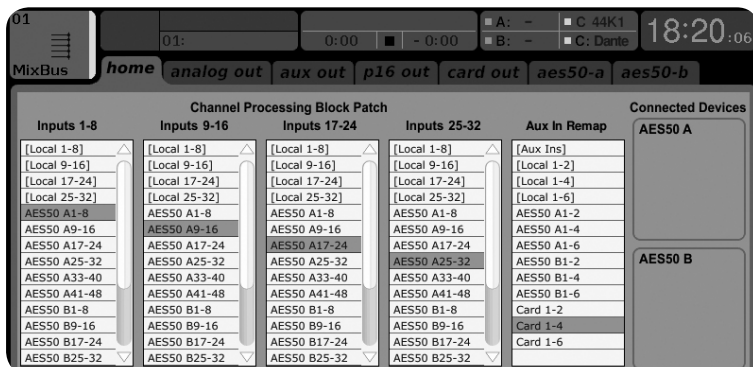 01
MixBus
01:
0:00 - 0:00
A: -
B: -
C 44K1
C: Dante
18:20:06
home analog out aux out p16 out card out aes50-a aes50-b
Channel Processing Block Patch
Connected Devices
Inputs 1-8 Inputs 9-16 Inputs 17-24 Inputs 25-32 Aux In Remap
[Local 1-8] [Local 1-8] [Local 1-8] [Local 1-8] [Aux Ins] AES50 A
[Local 9-16] [Local 9-16] [Local 9-16] [Local 9-16] [Local 1-2]
[Local 17-24] [Local 17-24] [Local 17-24] [Local 17-24] [Local 1-4]
[Local 25-32] [Local 25-32] [Local 25-32] [Local 25-32] [Local 1-6]
AES50 A1-8 AES50 A1-8 AES50 A1-8 AES50 A1-8 AES50 A1-2
AES50 A9-16 AES50 A9-16 AES50 A9-16 AES50 A9-16 AES50 A1-4
AES50 A17-24 AES50 A17-24 AES50 A17-24 AES50 A17-24 AES50 A1-6
AES50 A25-32 AES50 A25-32 AES50 A25-32 AES50 A25-32 AES50 B1-2 AES50 B
AES50 A33-40 AES50 A33-40 AES50 A33-40 AES50 A33-40 AES50 B1-4
AES50 A41-48 AES50 A41-48 AES50 A41-48 AES50 A41-48 AES50 B1-6
AES50 B1-8 AES50 B1-8 AES50 B1-8 AES50 B1-8 Card 1-2
AES50 B9-16 AES50 B9-16 AES50 B9-16 AES50 B9-16 Card 1-4
AES50 B17-24 AES50 B17-24 AES50 B17-24 AES50 B17-24 Card 1-6
AES50 B25-32 AES50 B25-32 AES50 B25-32 AES50 B25-32